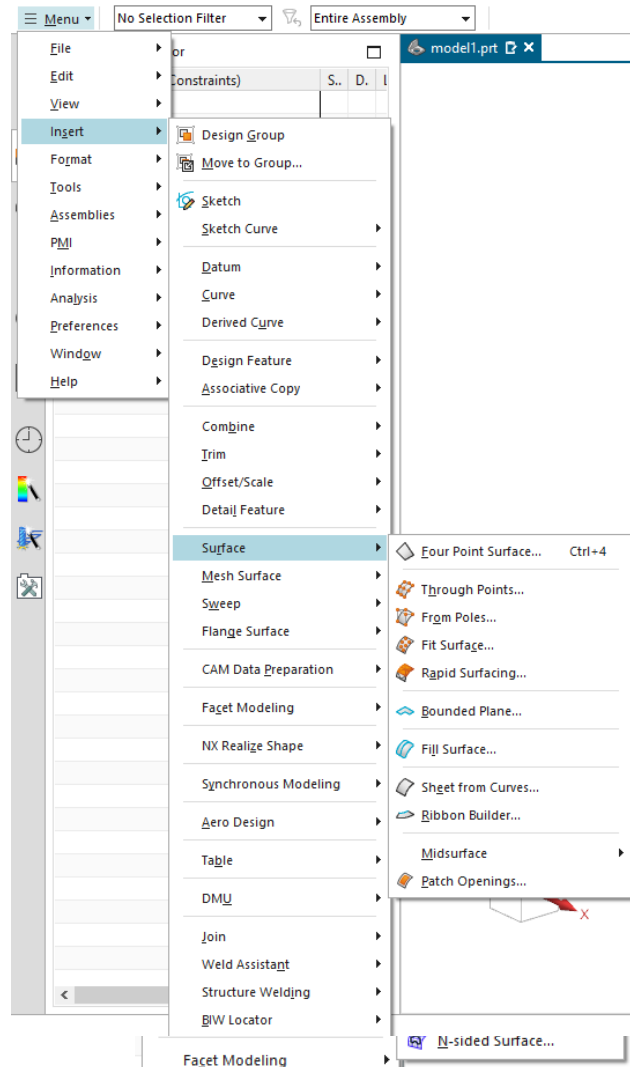 Menu
No Selection Filter
Entire Assembly
File
or
model1.prt
Edit
Constraints)
S..
D.
View
Insert
Design Group
Format
Move to Group...
Tools
Sketch
Assemblies
Sketch Curve
PMI
Information
Datum
Analysis
Curve
Preferences
Derived Curve
Window
Design Feature
Help
Associative Copy
Combine
Trim
Offset/Scale
Detail Feature
Surface
Four Point Surface... Ctrl+4
Mesh Surface
Through Points...
Sweep
From Poles...
Flange Surface
Fit Surface...
CAM Data Preparation
Rapid Surfacing...
Facet Modeling
Bounded Plane...
NX Realize Shape
Fill Surface...
Synchronous Modeling
Sheet from Curves...
Aero Design
Ribbon Builder...
Table
Midsurface
DMU
Patch Openings...
X
Join
Weld Assistant
Structure Welding
BIW Locator
N-sided Surface...
Facet Modeling